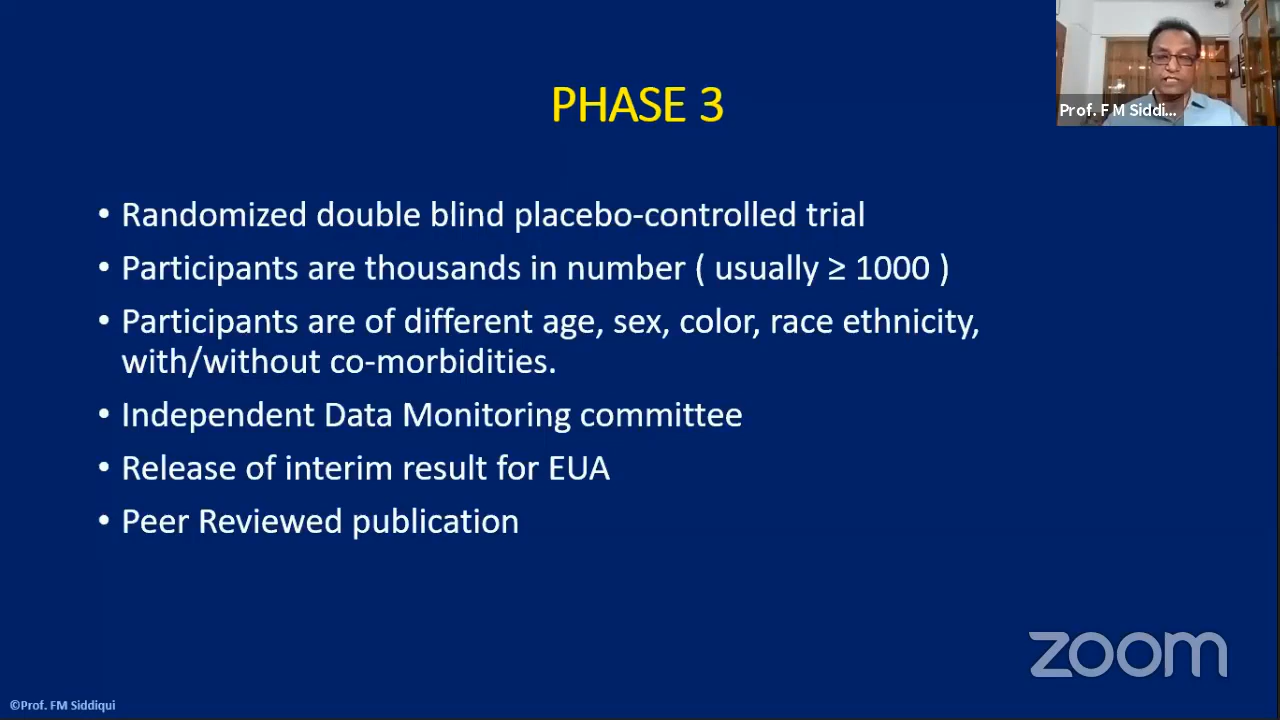 PHASE 3
Prof. F M Siddi...
• Randomized double blind placebo-controlled trial
• Participants are thousands in number ( usually ≥ 1000 )
• Participants are of different age, sex, color, race ethnicity,
with/without co-morbidities.
• Independent Data Monitoring committee
• Release of interim result for EUA
• Peer Reviewed publication
zoom
©Prof. FM Siddiqui